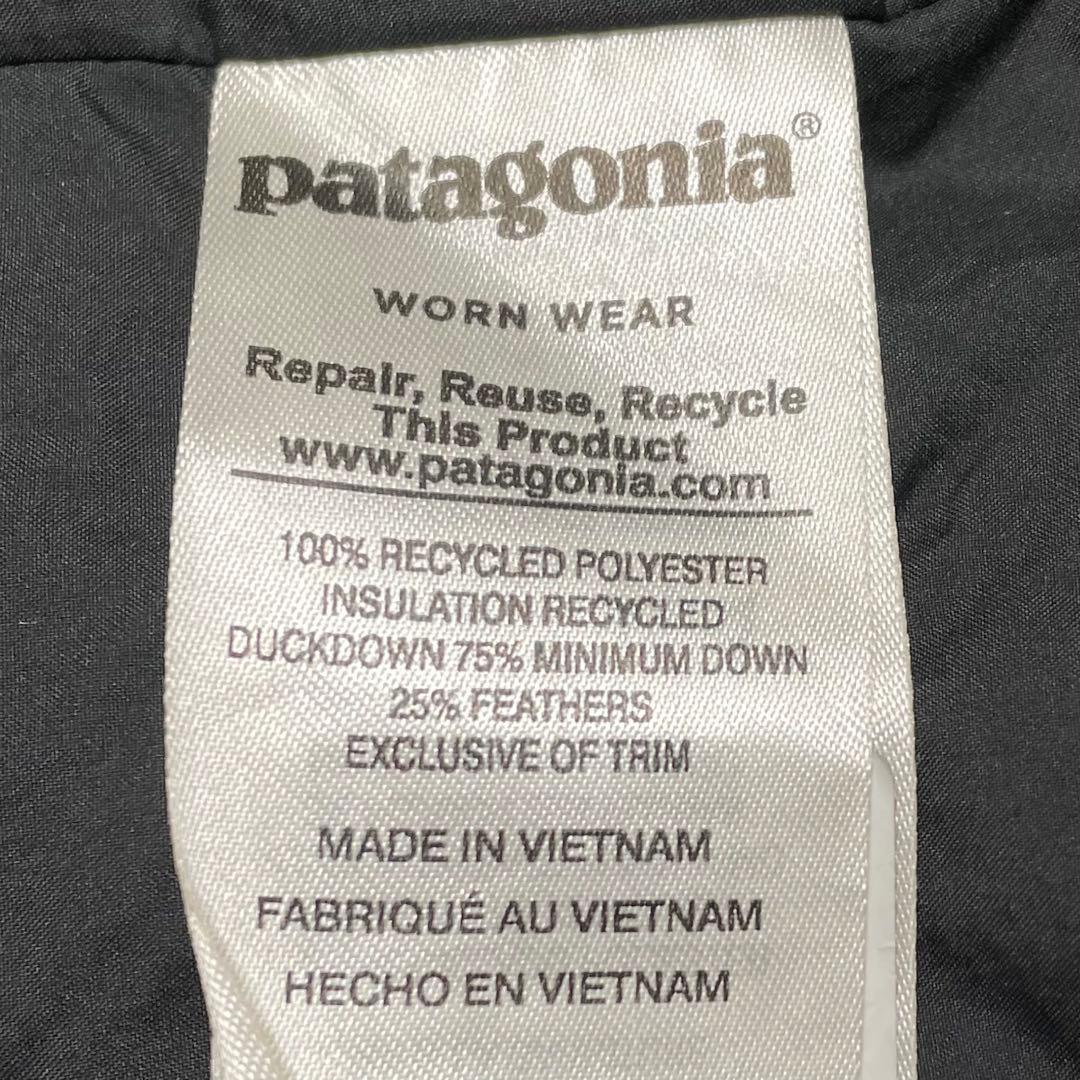 patagonia®
WORN WEAR
Repair, Reuse, Recycle
This Product
www.patagonia.com
100% RECYCLED POLYESTER
INSULATION RECYCLED
DUCKDOWN 75% MINIMUM DOWN
25% FEATHERS
EXCLUSIVE OF TRIM
MADE IN VIETNAM
FABRIQUÉ AU VIETNAM
HECHO EN VIETNAM